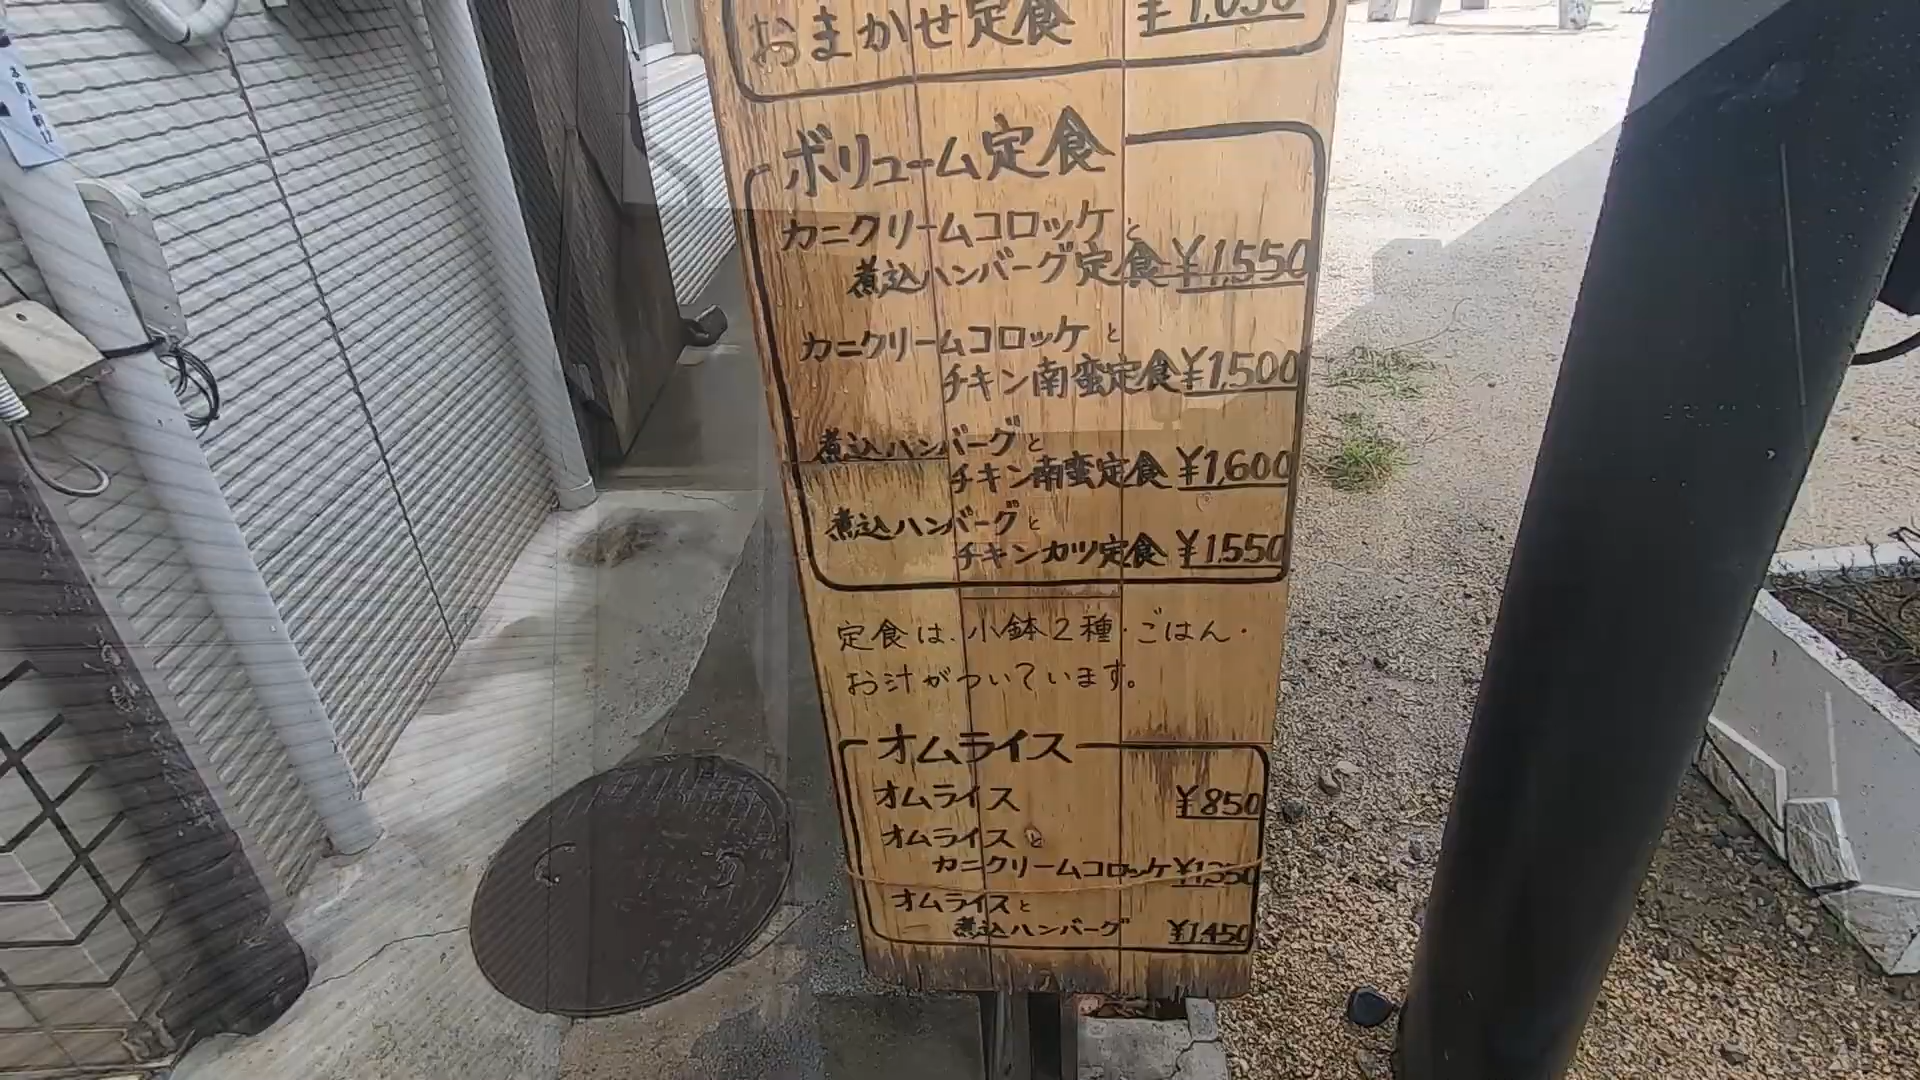 おまかせ定食 ¥1,050
ボリューム定食
カニクリームコロッケと
煮込ハンバーグ定食 ¥1,550
カニクリームコロッケと
チキン南蛮定食 ¥1,500
煮込ハンバーグと
チキン南蛮定食 ¥1,600
煮込ハンバーグと
チキンカツ定食 ¥1,550
定食は、小鉢2種・ごはん・
お汁がついています。
オムライス
オムライス ¥850
オムライスと
カニクリームコロッケ
オムライスと
煮込ハンバーグ ¥1,450